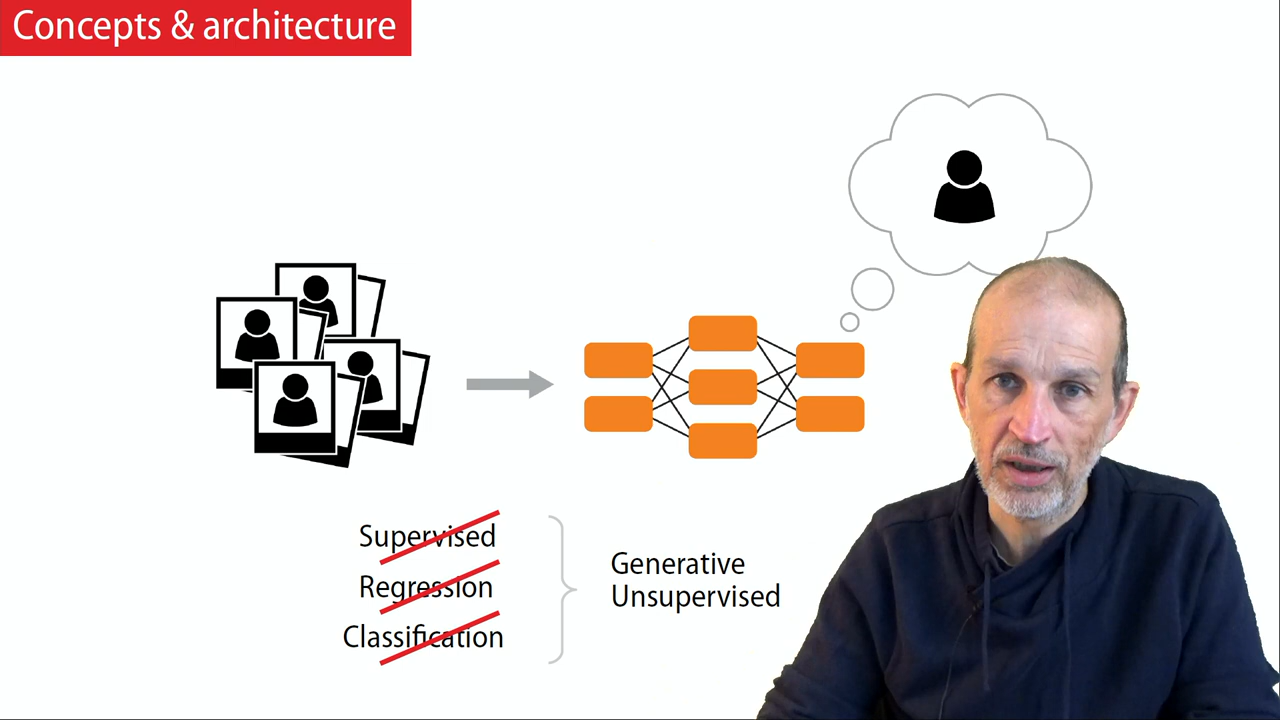 Concepts & architecture
Supervised
Regression
Classification
Generative
Unsupervised